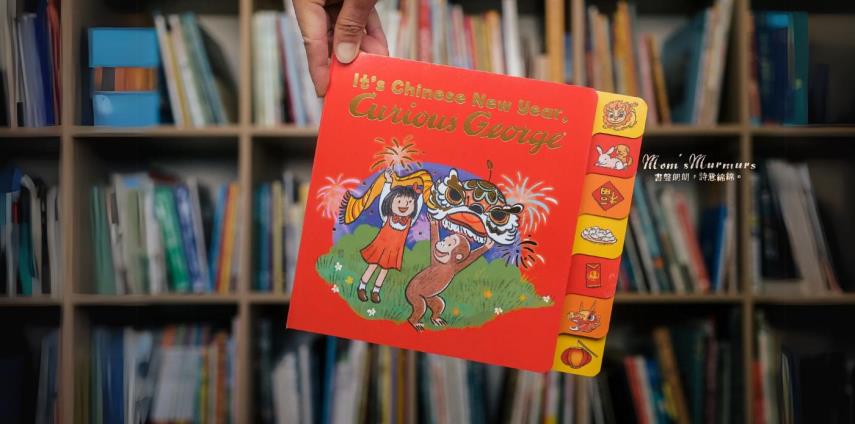 It's Chinese New Year,
Curious George
Mom's Murmurs
書聲朗朗，詩意綿綿。